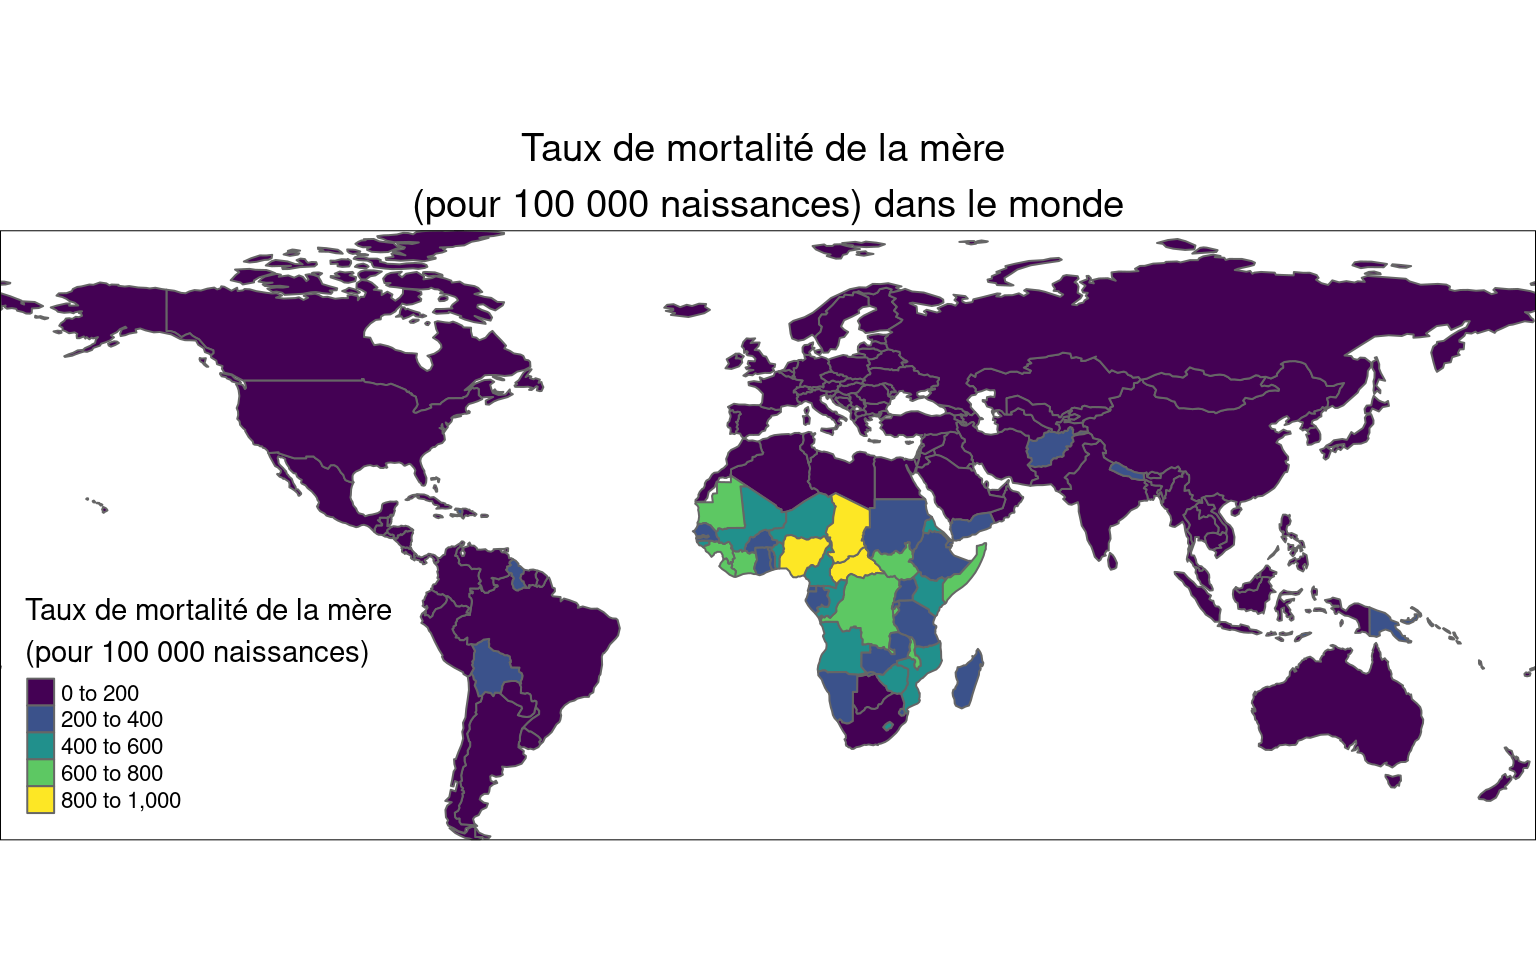 Taux de mortalité de la mère
(pour 100 000 naissances) dans le monde
Taux de mortalité de la mère
(pour 100 000 naissances)
0 to 200
200 to 400
400 to 600
600 to 800
800 to 1,000